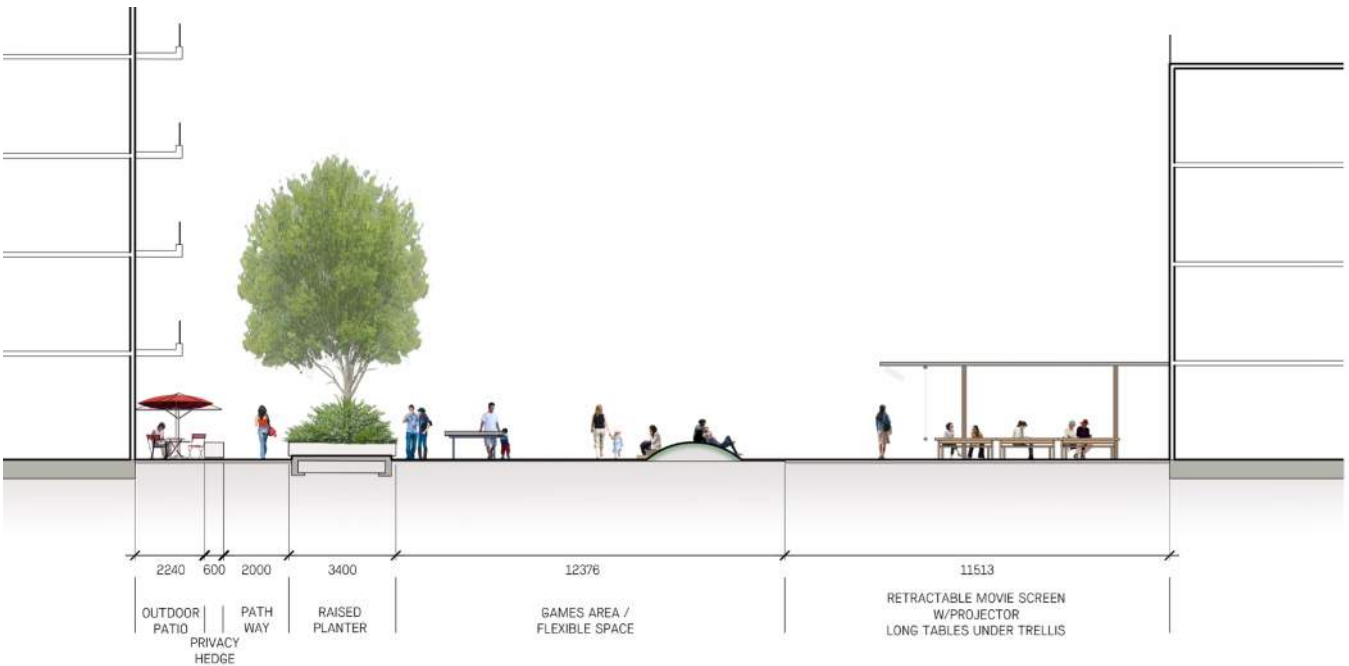 2240 600 2000 3400 12376 11513
OUTDOOR
PATIO
PRIVACY
HEDGE
PATH
WAY
RAISED
PLANTER
GAMES AREA /
FLEXIBLE SPACE
RETRACTABLE MOVIE SCREEN
W/PROJECTOR
LONG TABLES UNDER TRELLIS